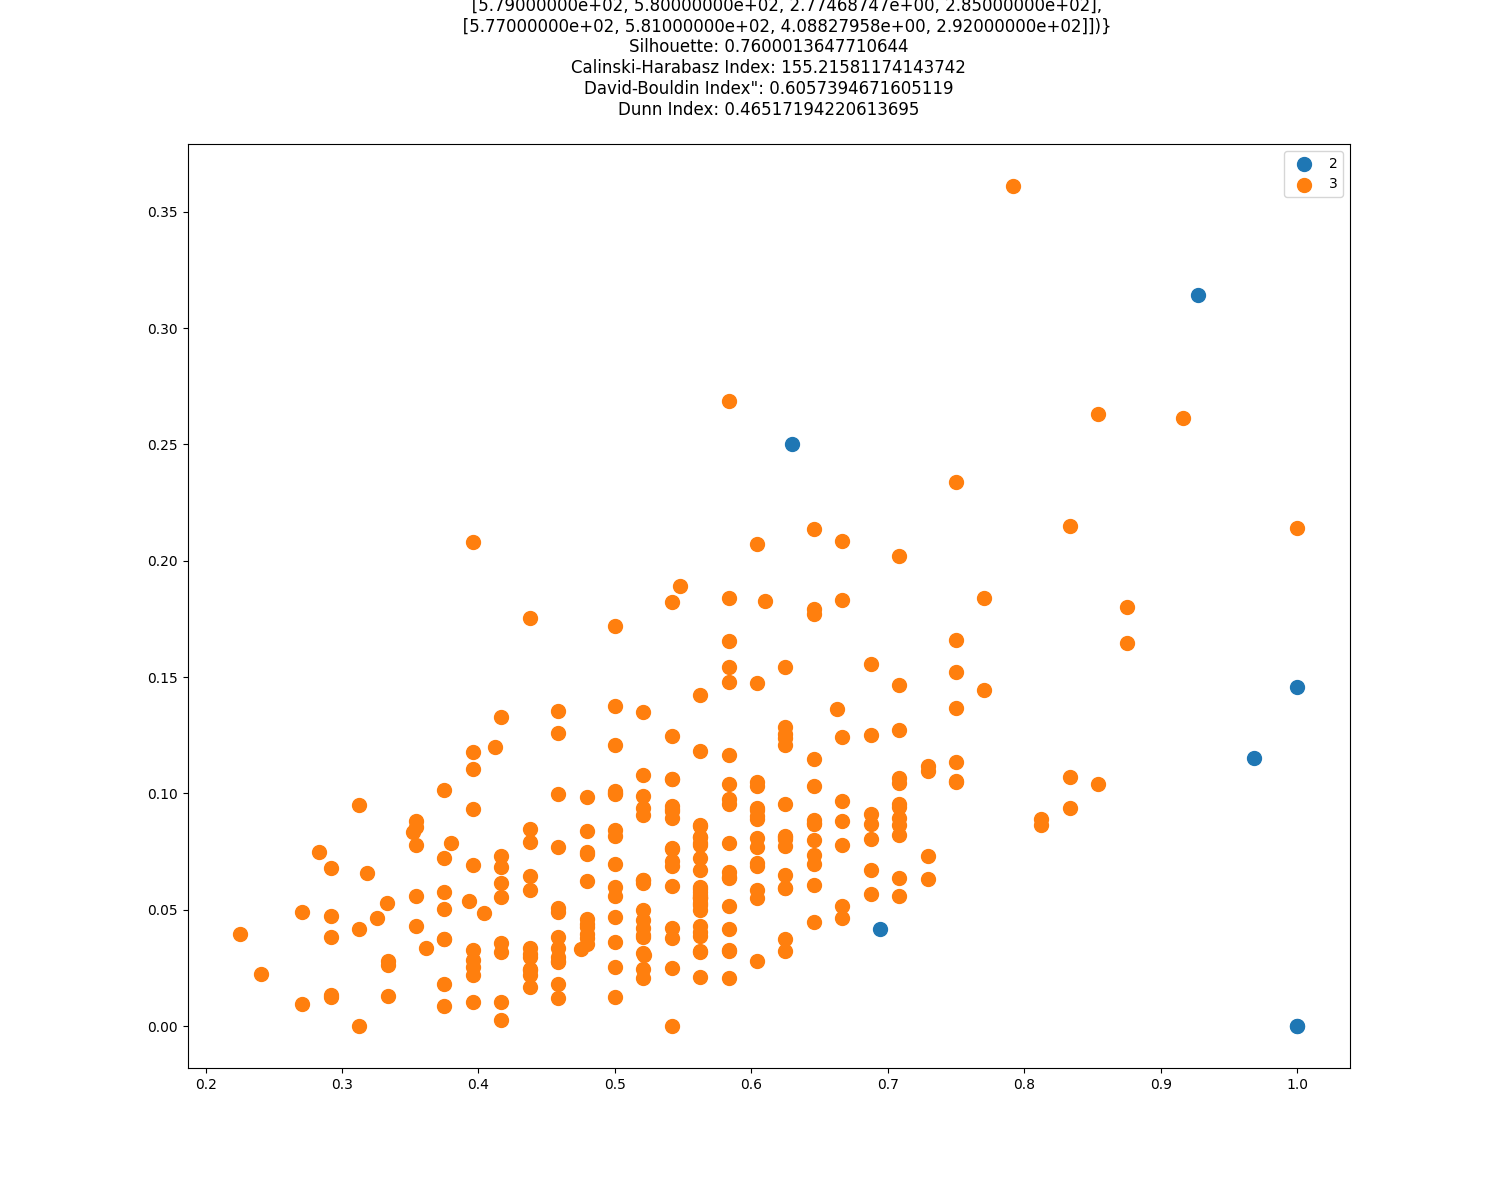 [5.79000000e+02, 5.80000000e+02, 2.77468747e+00, 2.85000000e+02],
[5.77000000e+02, 5.81000000e+02, 4.08827958e+00, 2.92000000e+02]])}
Silhouette: 0.7600013647710644
Calinski-Harabasz Index: 155.21581174143742
David-Bouldin Index": 0.6057394671605119
Dunn Index: 0.46517194220613695
2
3
0.35
0.30
0.25
0.20
0.15
0.10
0.05
0.00
0.2 0.3 0.4 0.5 0.6 0.7 0.8 0.9 1.0